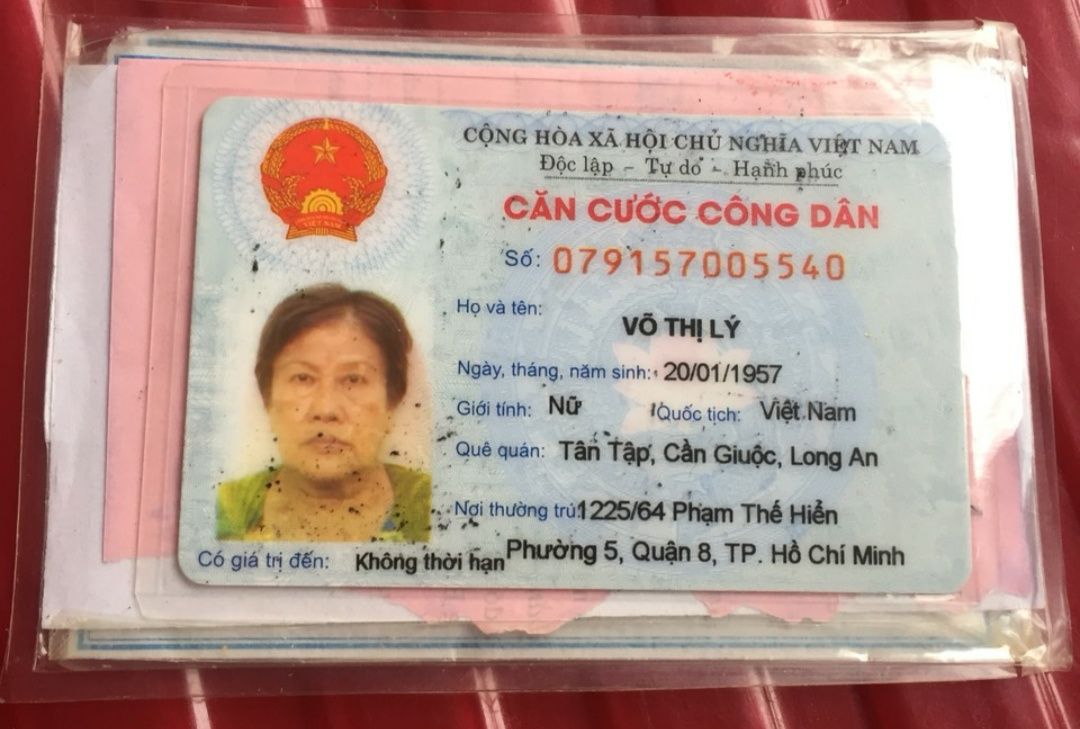 CỘNG HÒA XÃ HỘI CHỦ NGHĨA VIỆT NAM
Độc lập - Tự do - Hạnh phúc
CĂN CƯỚC CÔNG DÂN
Số: 079157005540
Họ và tên:
VÕ THỊ LÝ
Ngày, tháng, năm sinh: 20/01/1957
Giới tính: Nữ Quốc tịch: Việt Nam
Quê quán: Tân Tập, Cần Giuộc, Long An
Nơi thường trú: 1225/64 Phạm Thế Hiển
Phường 5, Quận 8, TP. Hồ Chí Minh
Có giá trị đến: Không thời hạn
VIỆT NAM